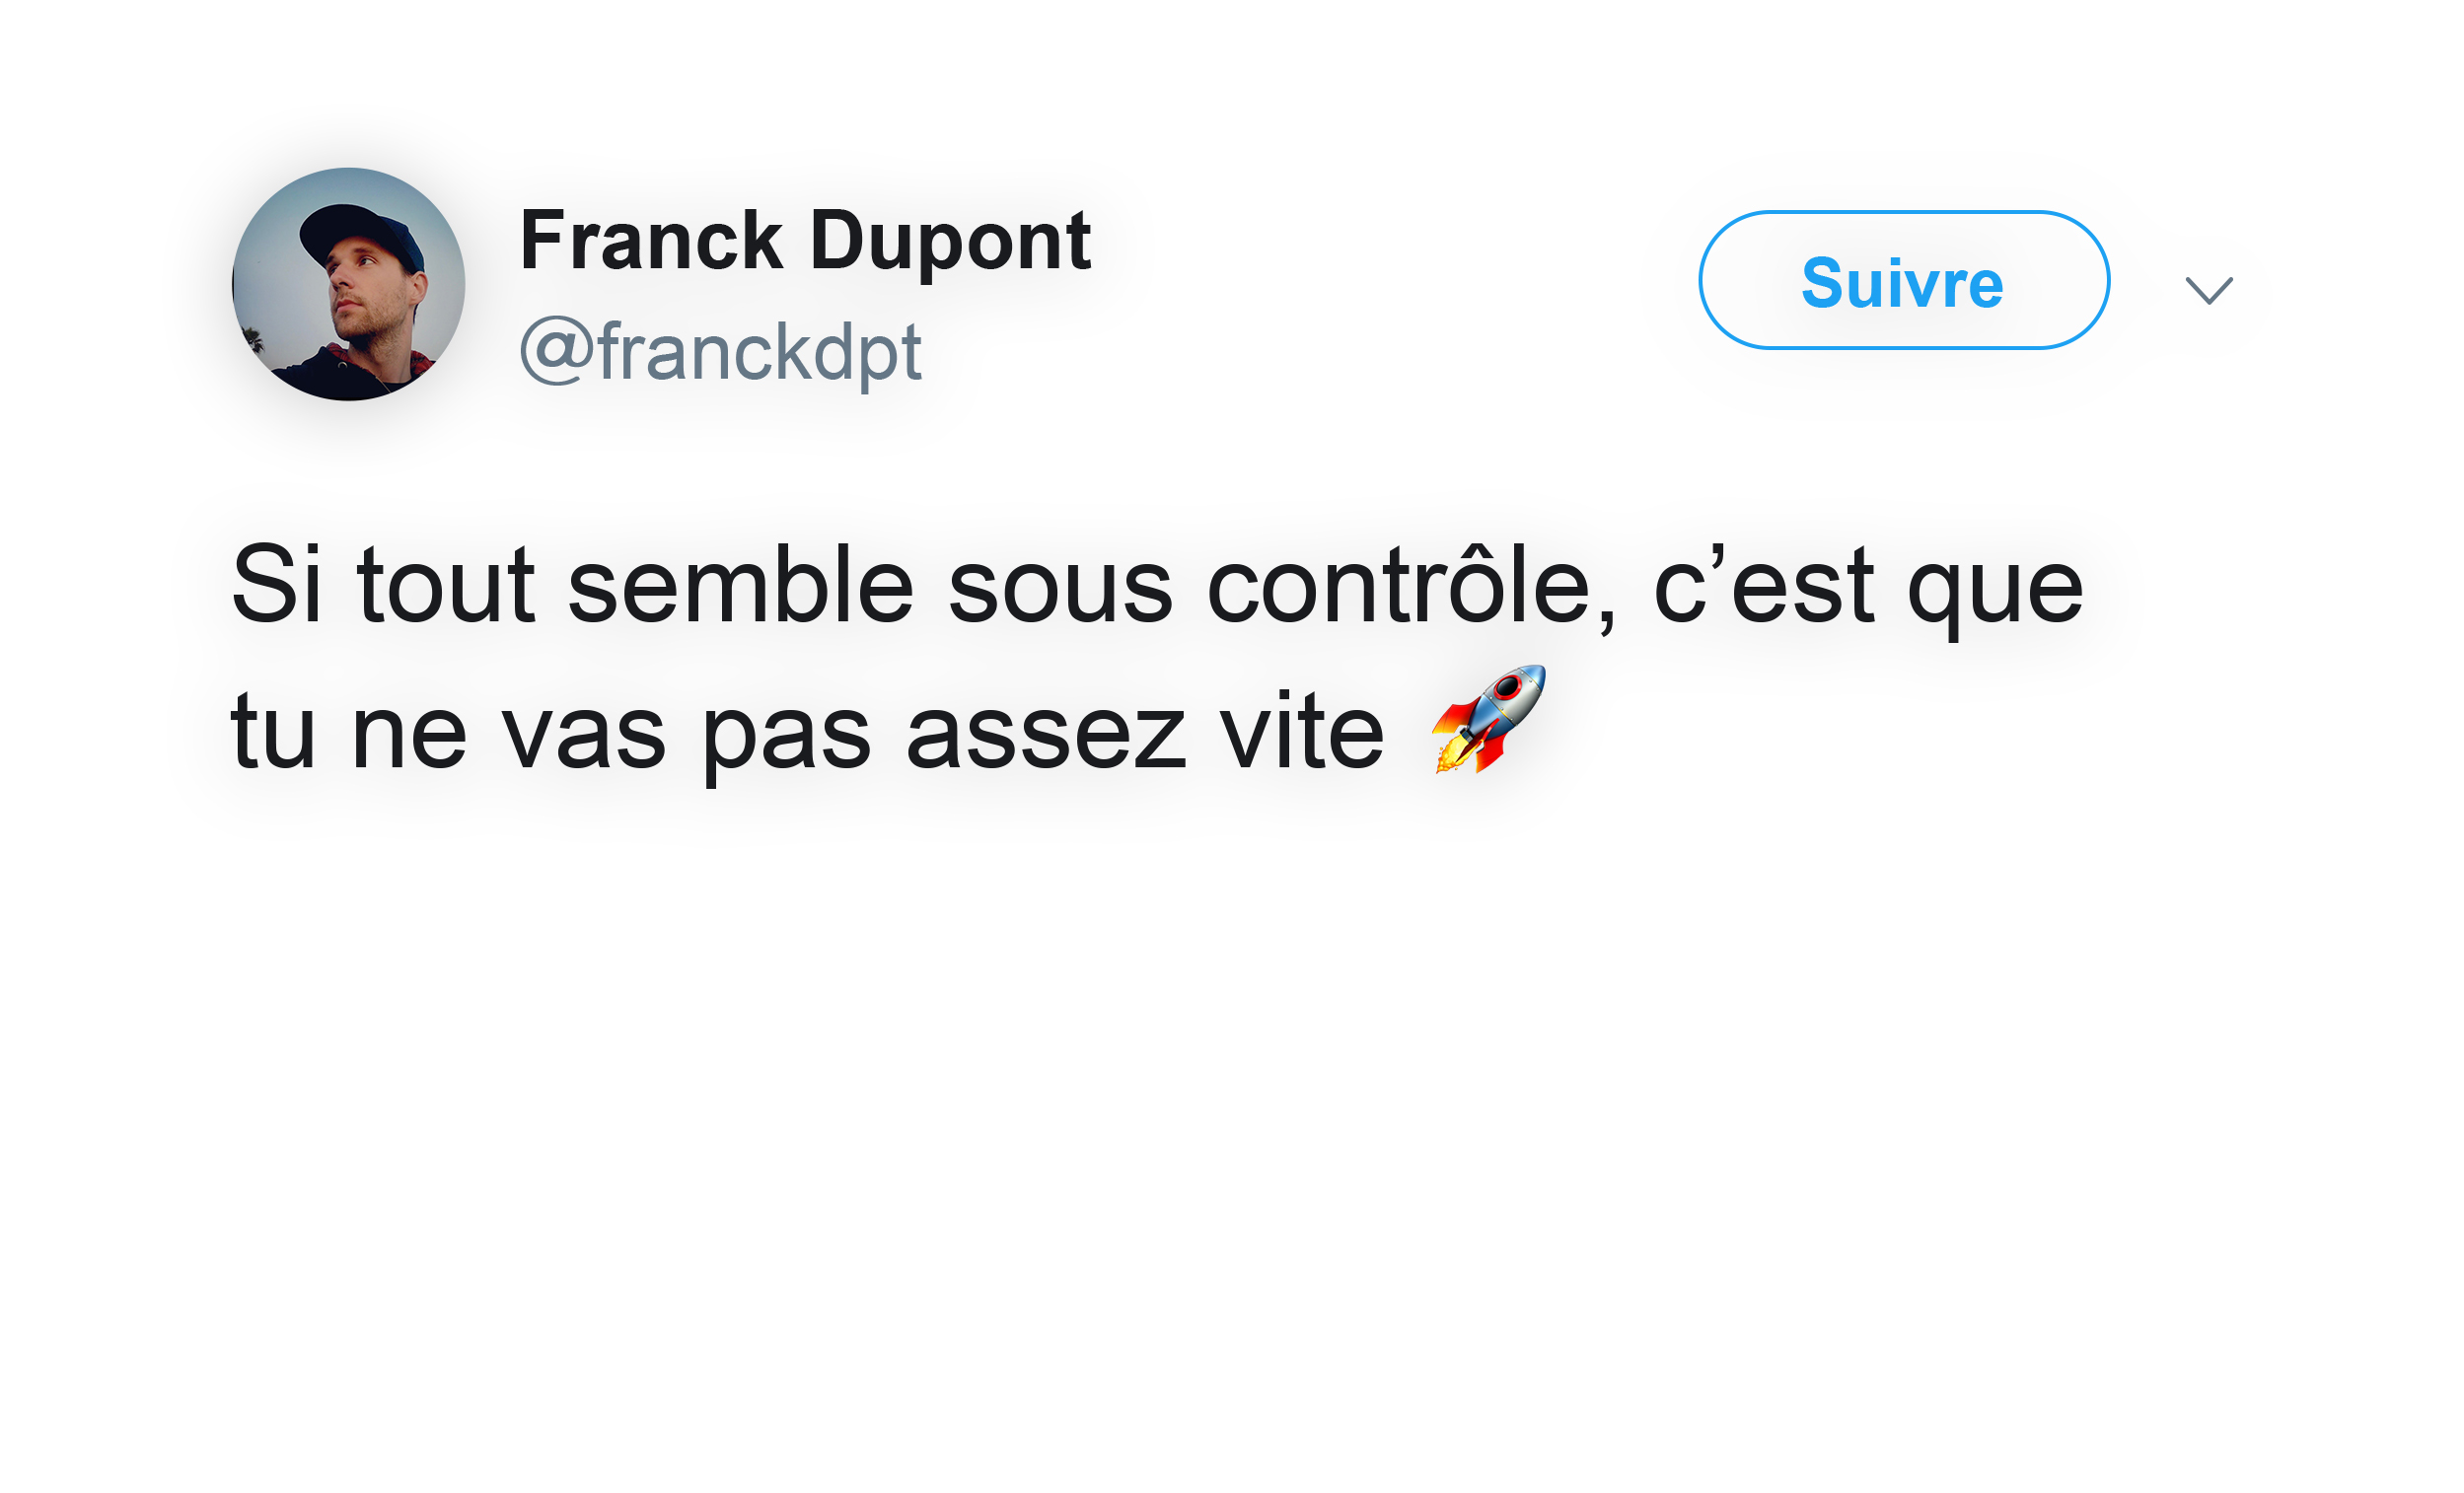 Franck Dupont
@franckdpt
Suivre
Si tout semble sous contrôle, c’est que
tu ne vas pas assez vite 🚀